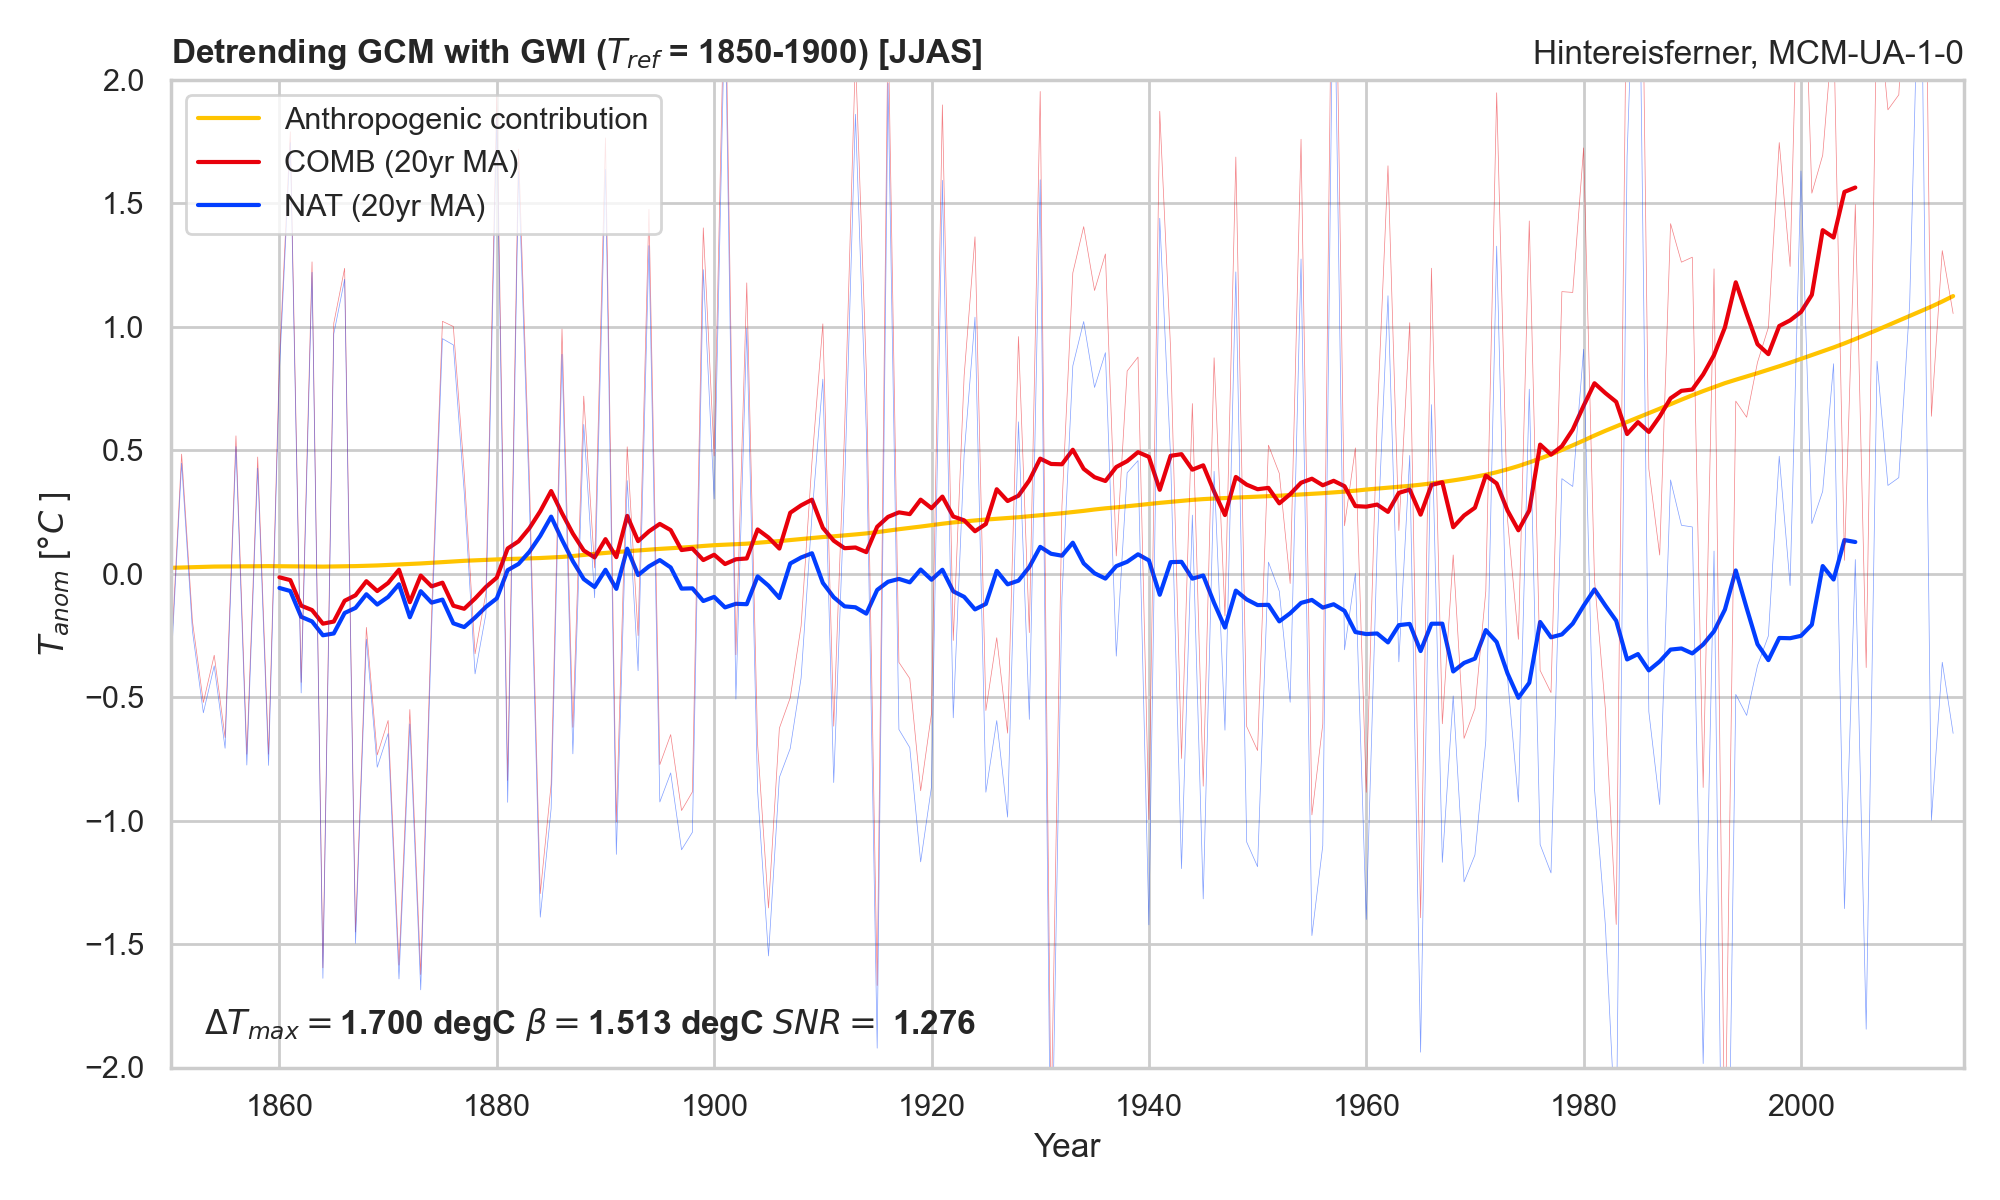 Detrending GCM with GWI (T_ref = 1850-1900) [JJAS]
Hintereisferner, MCM-UA-1-0
Anthropogenic contribution
COMB (20yr MA)
NAT (20yr MA)
2.0
1.5
1.0
0.5
0.0
−0.5
−1.0
−1.5
−2.0
T_anom [°C]
ΔT_max = 1.700 degC β = 1.513 degC SNR = 1.276
1860 1880 1900 1920 1940 1960 1980 2000
Year